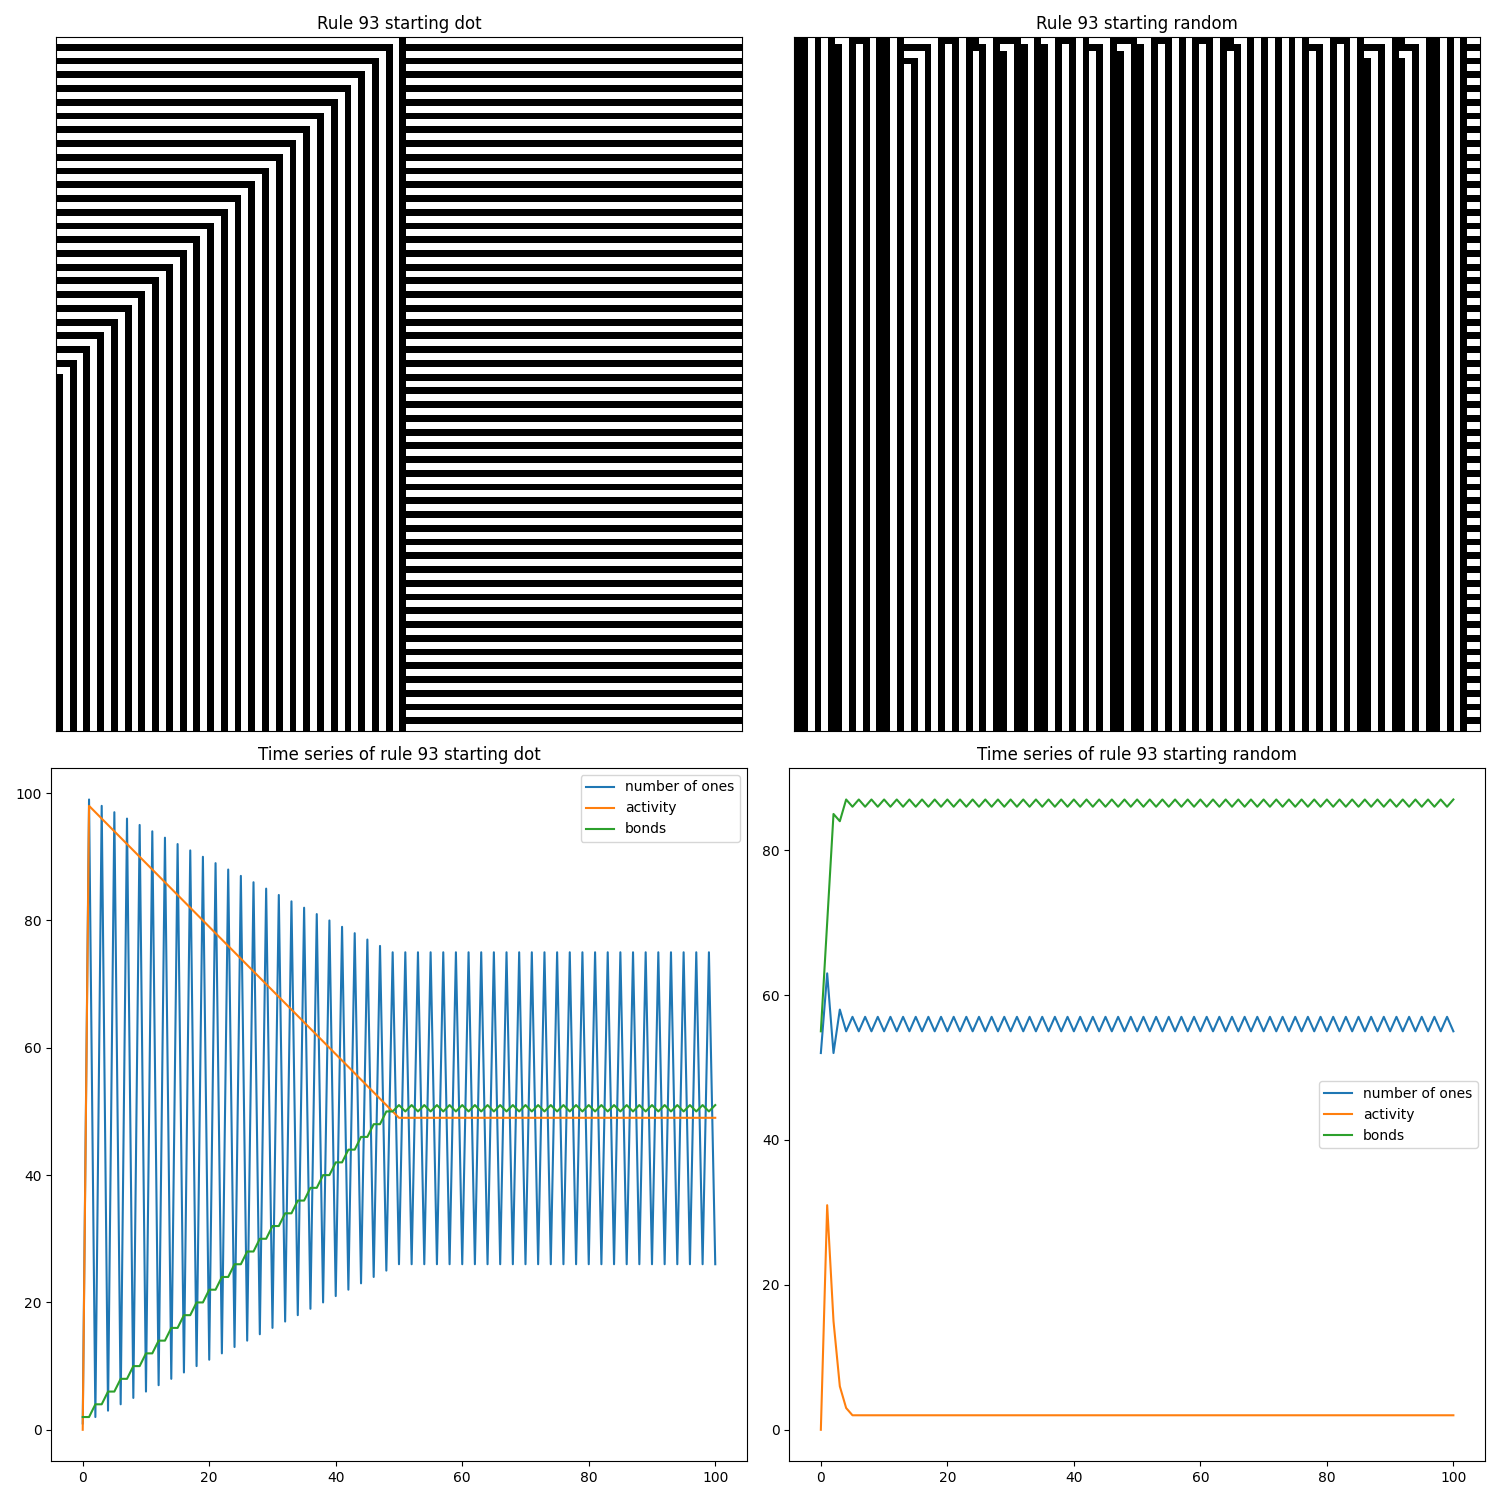 Rule 93 starting dot
Rule 93 starting random
Time series of rule 93 starting dot
100
80
60
40
20
0
0 20 40 60 80 100
number of ones
activity
bonds
Time series of rule 93 starting random
80
60
40
20
0
0 20 40 60 80 100
number of ones
activity
bonds